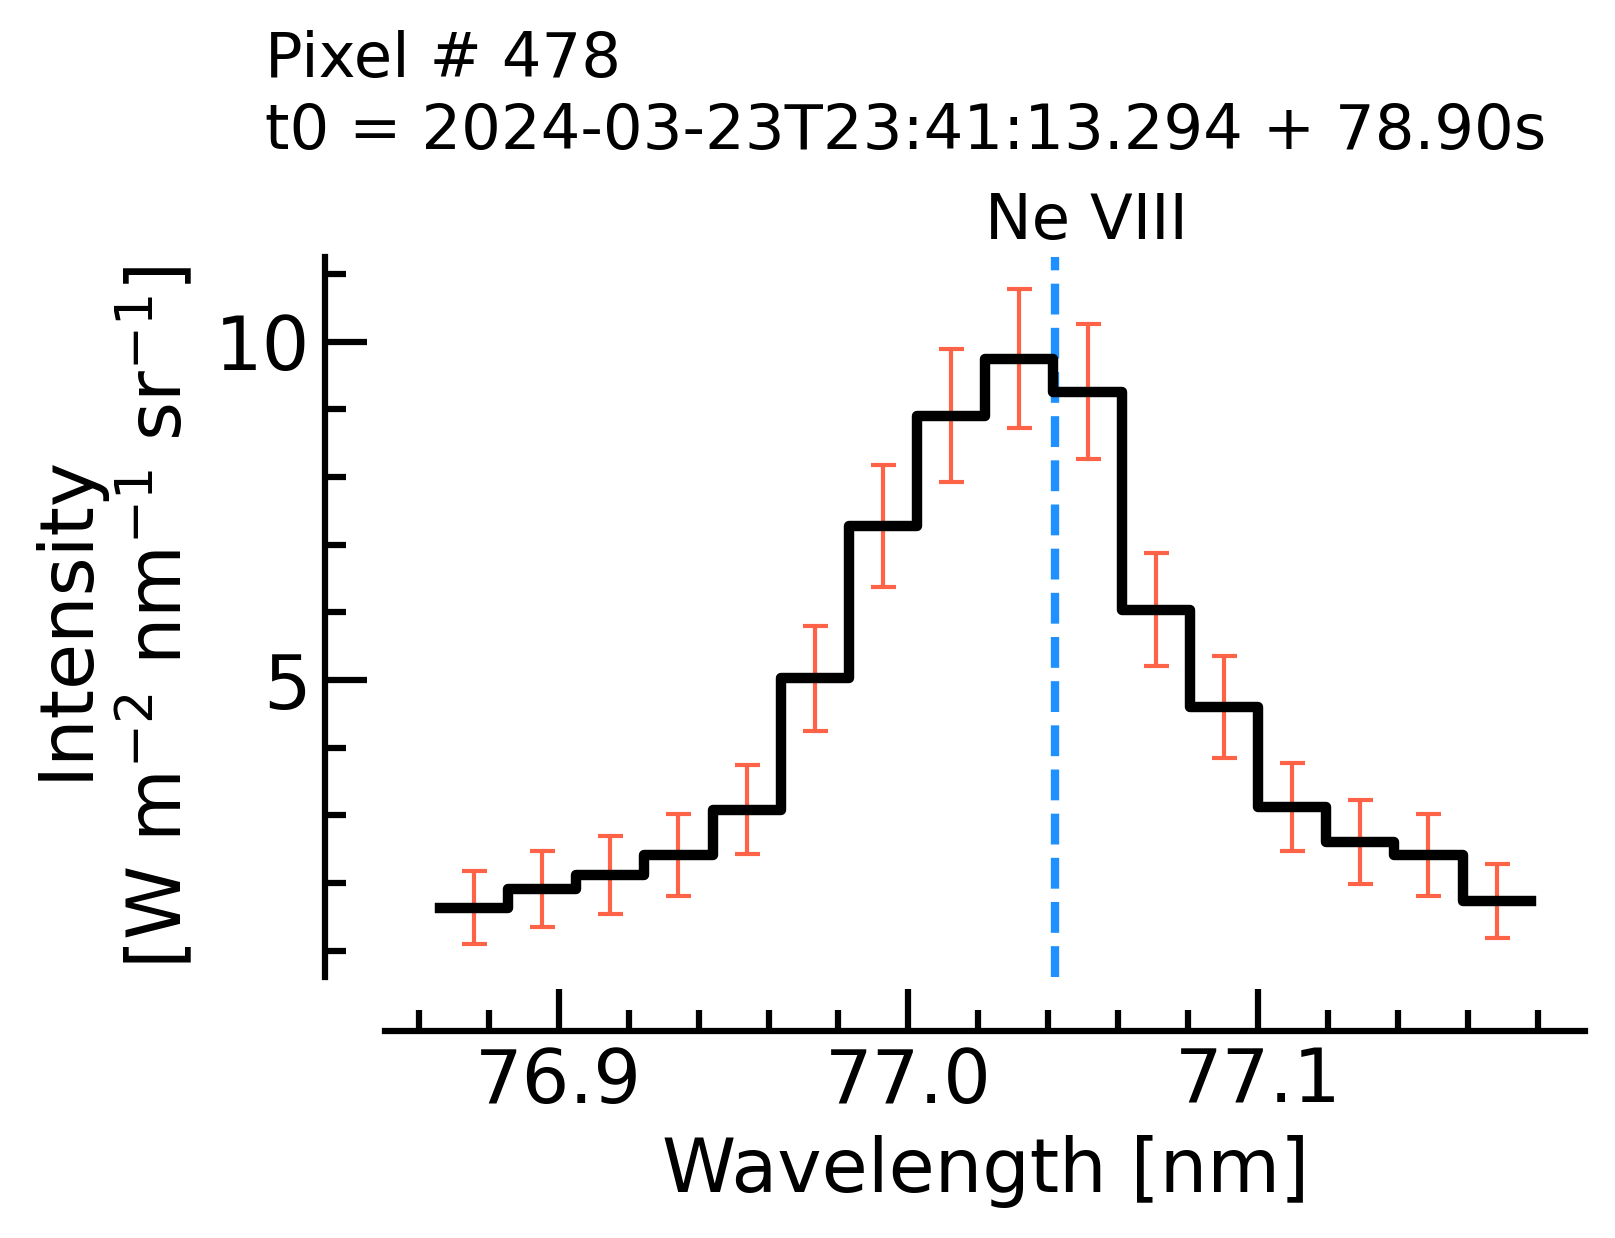 Pixel # 478
t0 = 2024-03-23T23:41:13.294 + 78.90s
Ne VIII
Intensity
[W m⁻² nm⁻¹ sr⁻¹]
10
5
76.9 77.0 77.1
Wavelength [nm]